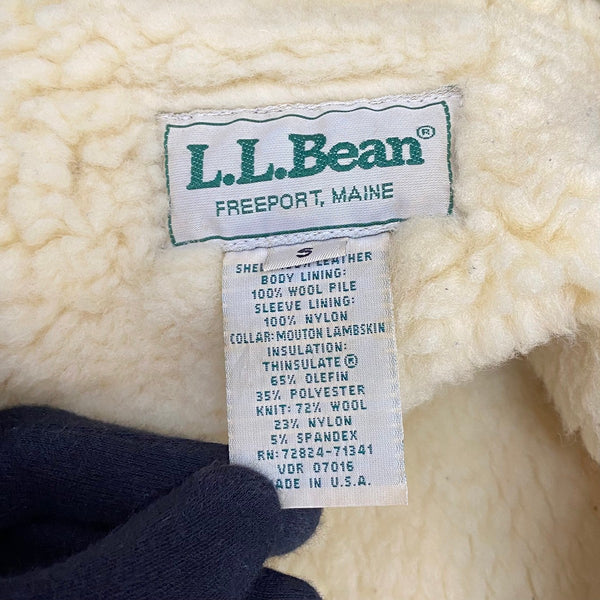 L.L.Bean®
FREEPORT, MAINE
S
LEATHER
BODY LINING:
100% WOOL PILE
SLEEVE LINING:
100% NYLON
COLLAR: MOUTON LAMBSKIN
INSULATION:
THINSULATE®
65% OLEFIN
35% POLYESTER
KNIT: 72% WOOL
23% NYLON
5% SPANDEX
RN: 72824-71341
VDR 07016
MADE IN U.S.A.